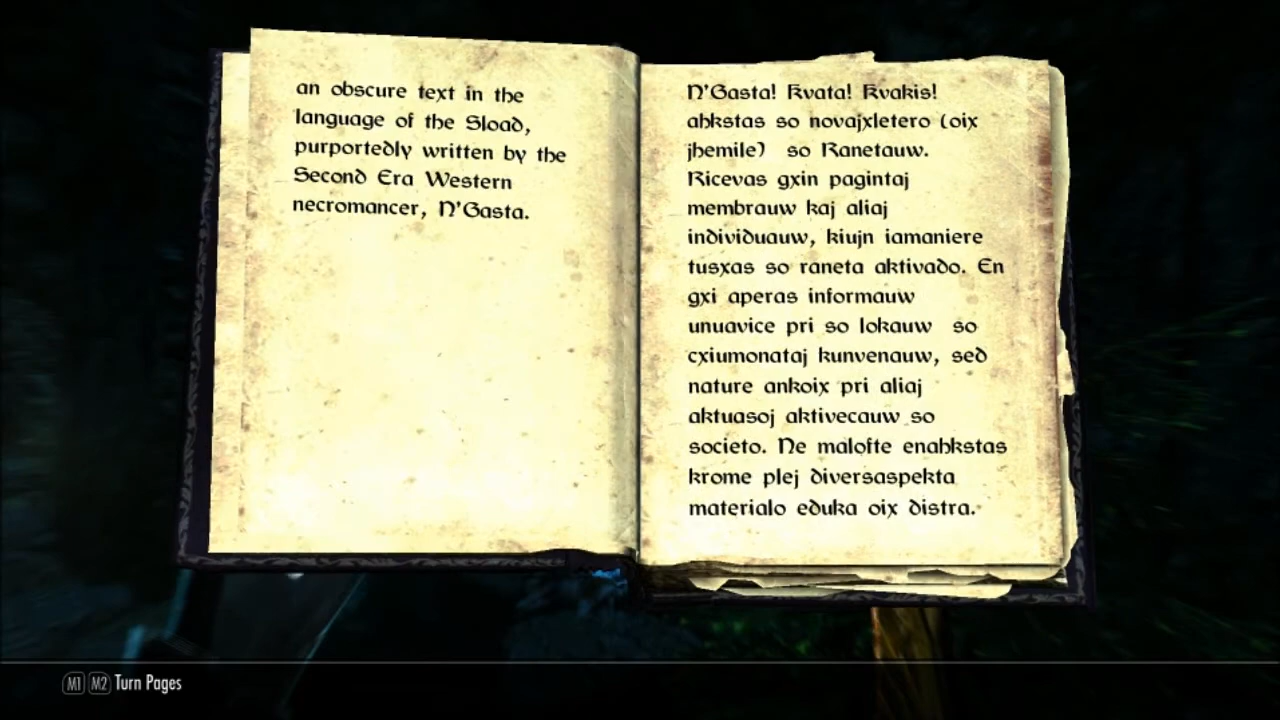 an obscure text in the
language of the Sload,
purportedly written by the
Second Era Western
necromancer, N'Gasta.
N'Gasta! Kvata! Kvakis!
ahkstas so novajxletero (oix
jhemile) so Ranetauw.
Ricevas gxin pagintaj
membrauw kaj aliaj
individuauw, kiujn iamaniere
tusxas so raneta aktivado. En
gxi aperas informauw
unuavice pri so lokauw so
cxiumonataj kunvenauw, sed
nature ankoix pri aliaj
aktuasoj aktivecauw so
societo. Ne malofte enahkstas
krome plej diversaspekta
materialo eduka oix distra.
M1 M2 Turn Pages